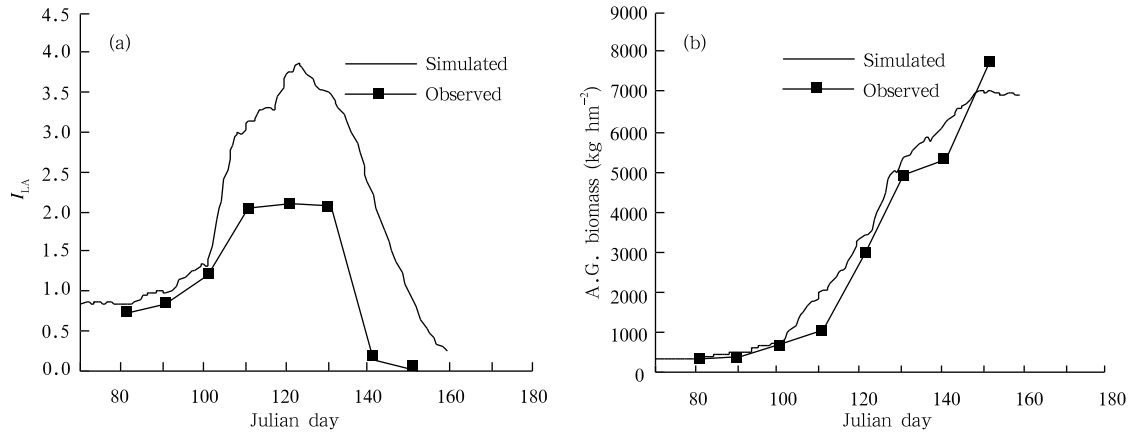 (a)
Simulated
Observed
I_LA
4.5
4.0
3.5
3.0
2.5
2.0
1.5
1.0
0.5
0.0
80 100 120 140 160 180
Julian day
(b)
Simulated
Observed
A.G. biomass (kg hm⁻²)
9000
8000
7000
6000
5000
4000
3000
2000
1000
0
80 100 120 140 160 180
Julian day